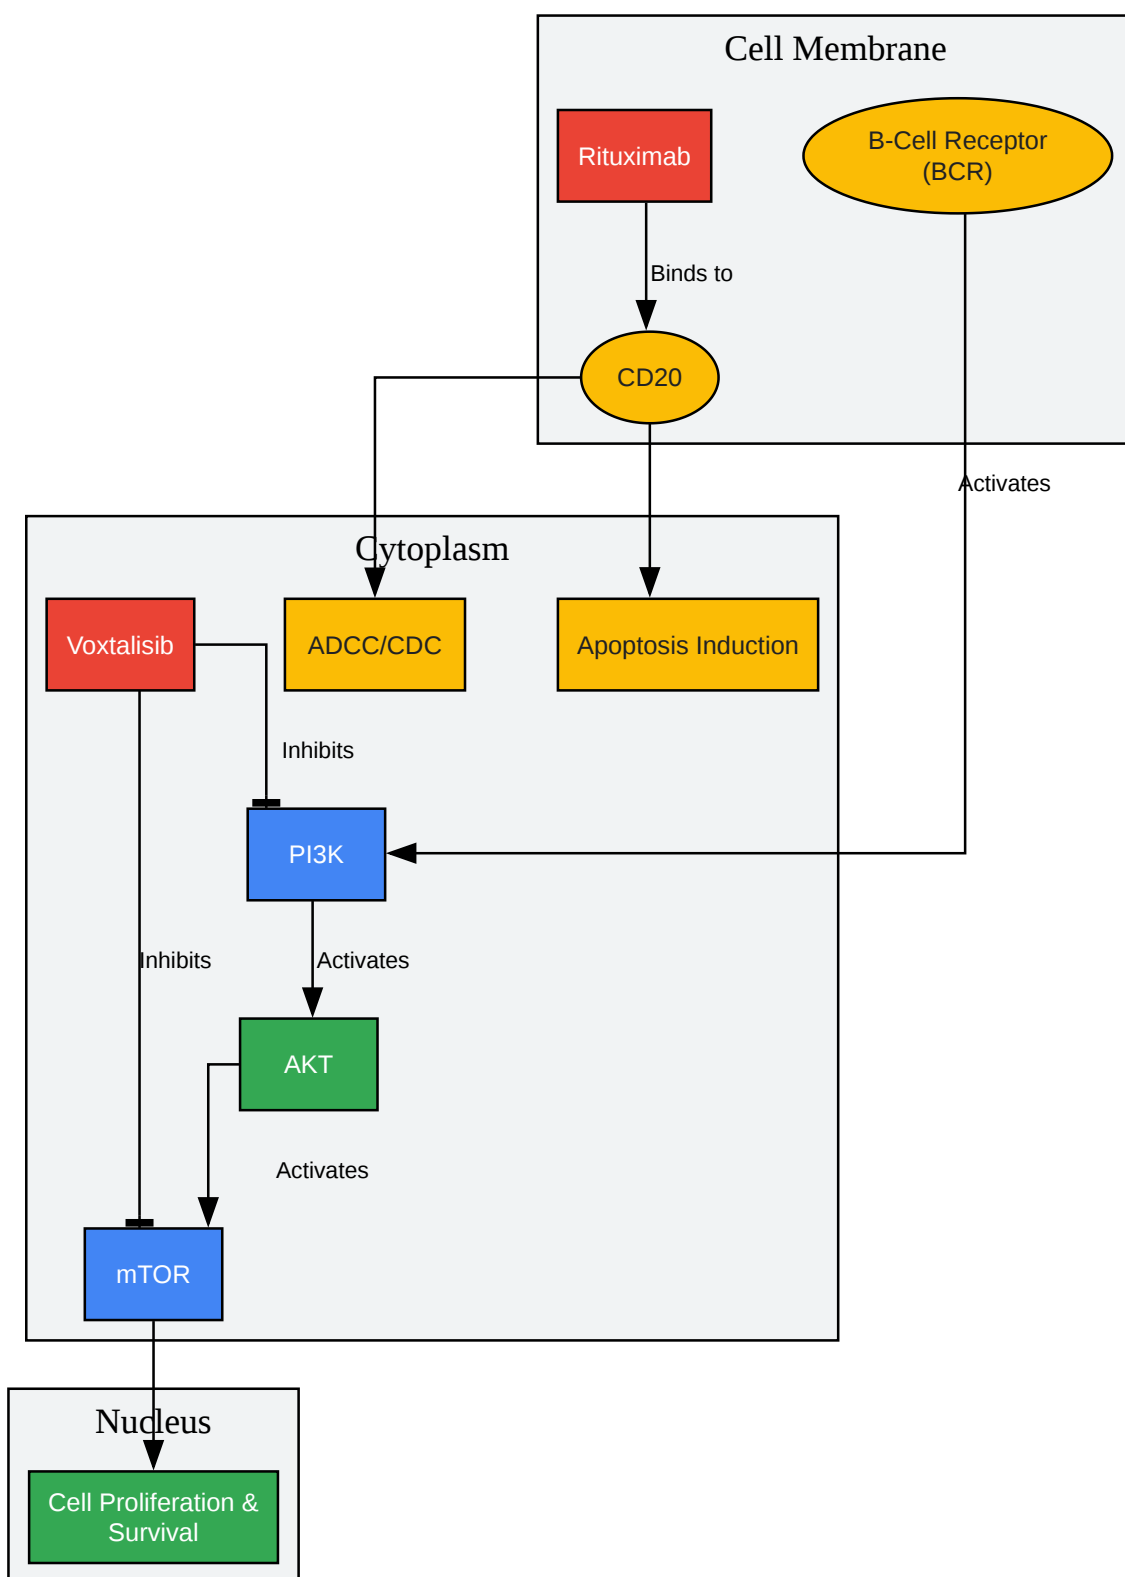 Cell Membrane
Rituximab
B-Cell Receptor
(BCR)
Binds to
CD20
Activates
Cytoplasm
Voxtalisib
ADCC/CDC
Apoptosis Induction
Inhibits
PI3K
Inhibits
Activates
AKT
Activates
mTOR
Nucleus
Cell Proliferation &
Survival